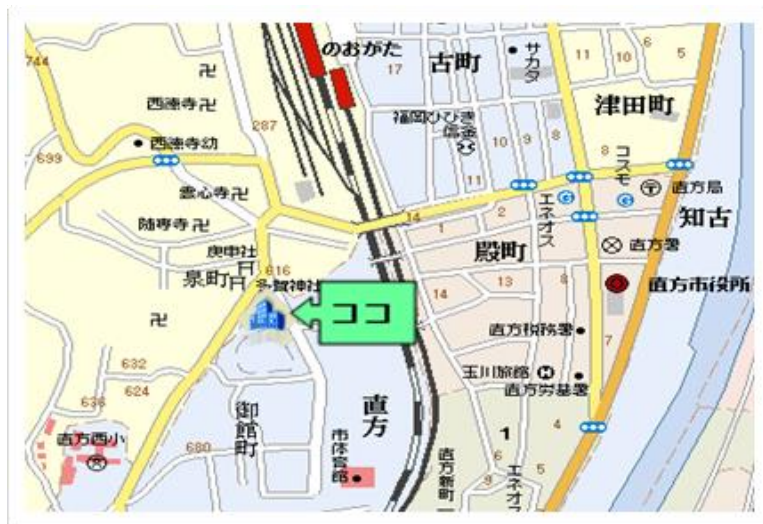 のおがた
古町
サカタ
津田町
17
11
10
6
5
744
卍
西徳寺卍
西徳寺幼
287
福岡ひびき
信金
10
9
8
8
コスモ
699
11
〒
直方局
霊心寺卍
エネオス
G
G
随専寺卍
14
2
1
知古
庚申社
殿町
直方署
泉町
616
多賀神社
14
13
8
直方市役所
ココ
卍
直方税務署
7
632
624
玉川旅館
直方労基署
636
御館町
直方
直方西小
文
680
市体育館
直方新町
1
4
6
5
9
エネオス